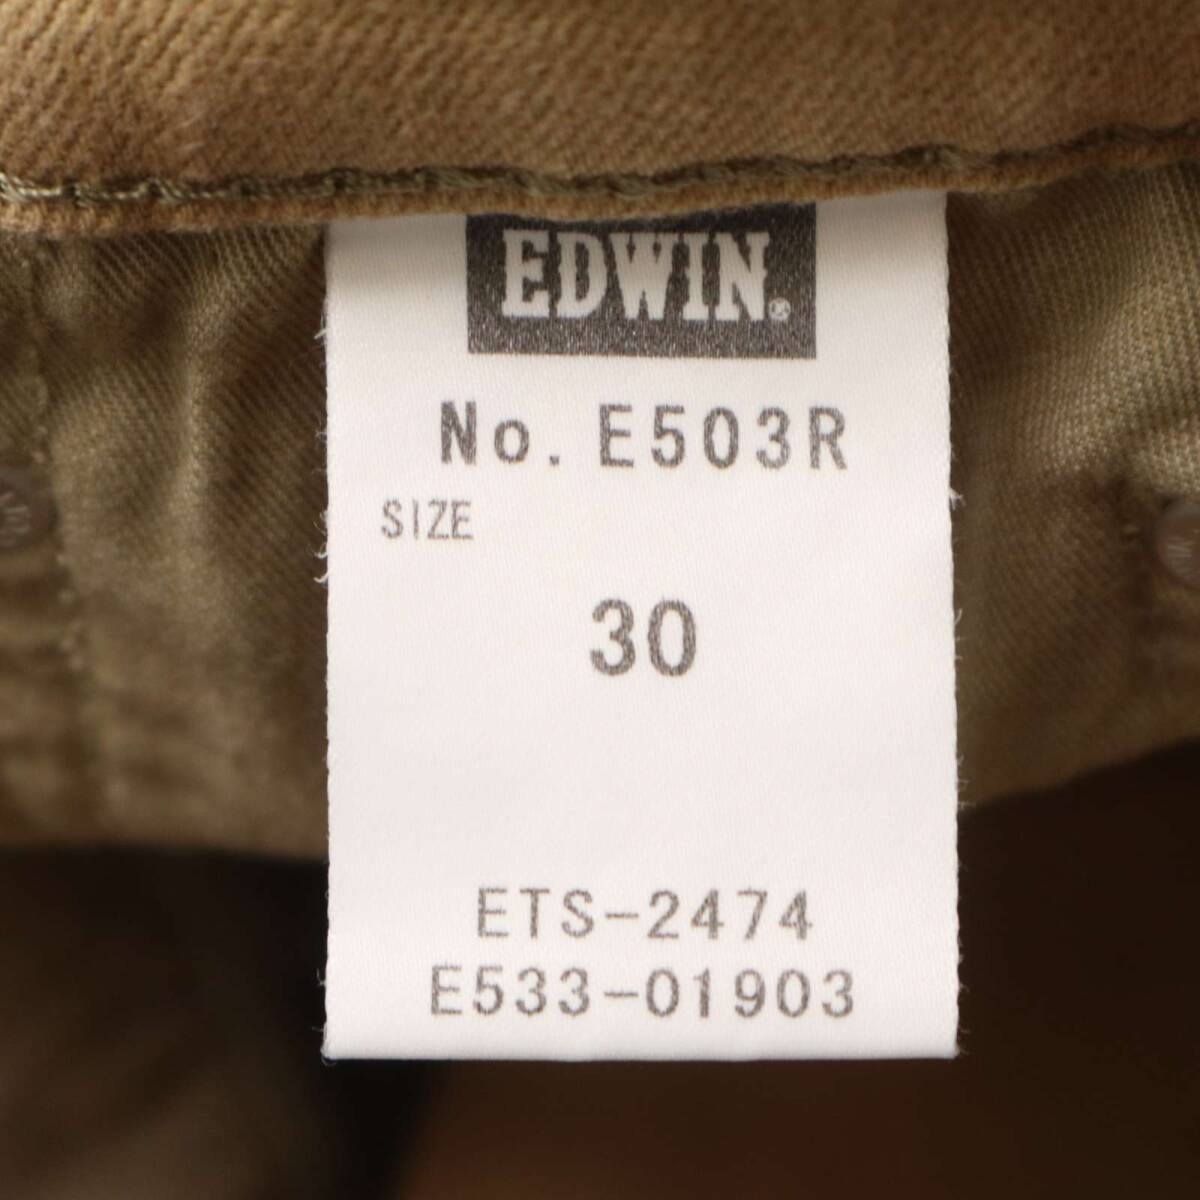 EDWIN®
No. E503R
SIZE
30
ETS-2474
E533-01903